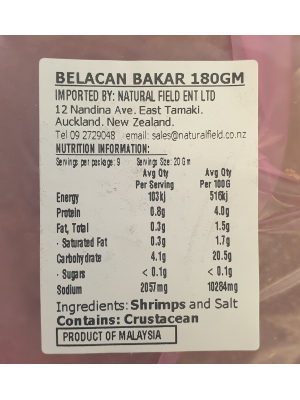 BELACAN BAKAR 180GM
IMPORTED BY: NATURAL FIELD ENT LTD
12 Nandina Ave. East Tamaki.
Auckland. New Zealand.
Tel 09 2729048 email: sales@naturalfield.co.nz
NUTRITION INFORMATION:
Servings per package: 9 Servings Size: 20 Gm
Avg Qty Avg Qty
Per Serving Per 100G
Energy 103kj 516kj
Protein 0.8g 4.0g
Fat, Total 0.3g 1.5g
· Saturated Fat 0.3g 1.7g
Carbohydrate 4.1g 20.5g
· Sugars < 0.1g < 0.1g
Sodium 2057mg 10284mg
Ingredients: Shrimps and Salt
Contains: Crustacean
PRODUCT OF MALAYSIA